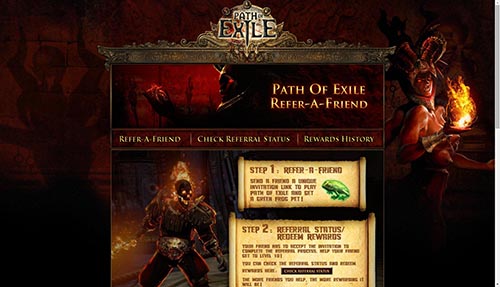 PATH OF
EXILE
PATH OF EXILE
REFER-A-FRIEND
REFER-A-FRIEND
CHECK REFERRAL STATUS
REWARDS HISTORY
STEP 1 : REFER-A-FRIEND
SEND A FRIEND A UNIQUE
INVITATION LINK TO PLAY
PATH OF EXILE AND GET
A GREEN FROG PET!
STEP 2 : REFERRAL STATUS/
REDEEM REWARDS
YOUR FRIEND HAS TO ACCEPT THE INVITATION TO
COMPLETE THE REFERRAL PROCESS, HELP YOUR FRIEND
GET TO LEVEL 10!
YOU CAN CHECK THE REFERRAL STATUS AND REDEEM
REWARDS HERE: CHECK REFERRAL STATUS
THE MORE FRIENDS YOU HELP, THE MORE REWARDING IT
WILL BE!